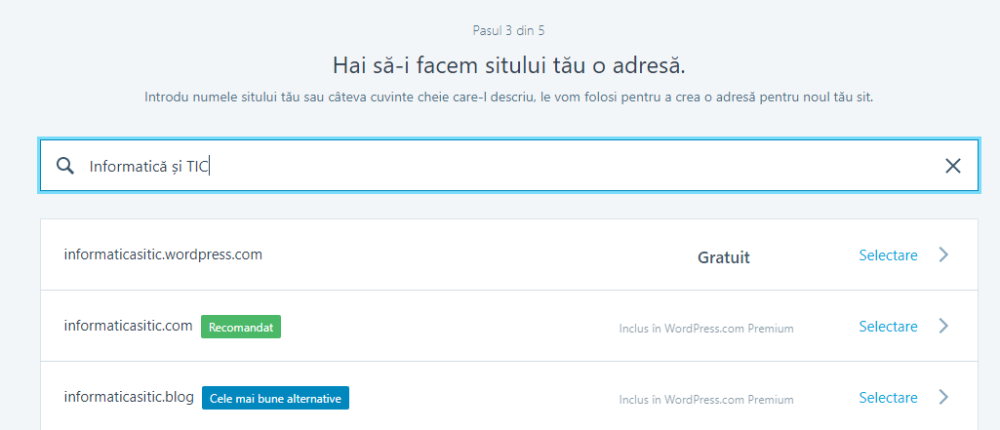 Pasul 3 din 5
Hai să-i facem sitului tău o adresă.
Introdu numele sitului tău sau câteva cuvinte cheie care-l descriu, le vom folosi pentru a crea o adresă pentru noul tău sit.
Informatică și TIC
informaticasitic.wordpress.com Gratuit Selectare
informaticasitic.com Recomandat Inclus în WordPress.com Premium Selectare
informaticasitic.blog Cele mai bune alternative Inclus în WordPress.com Premium Selectare